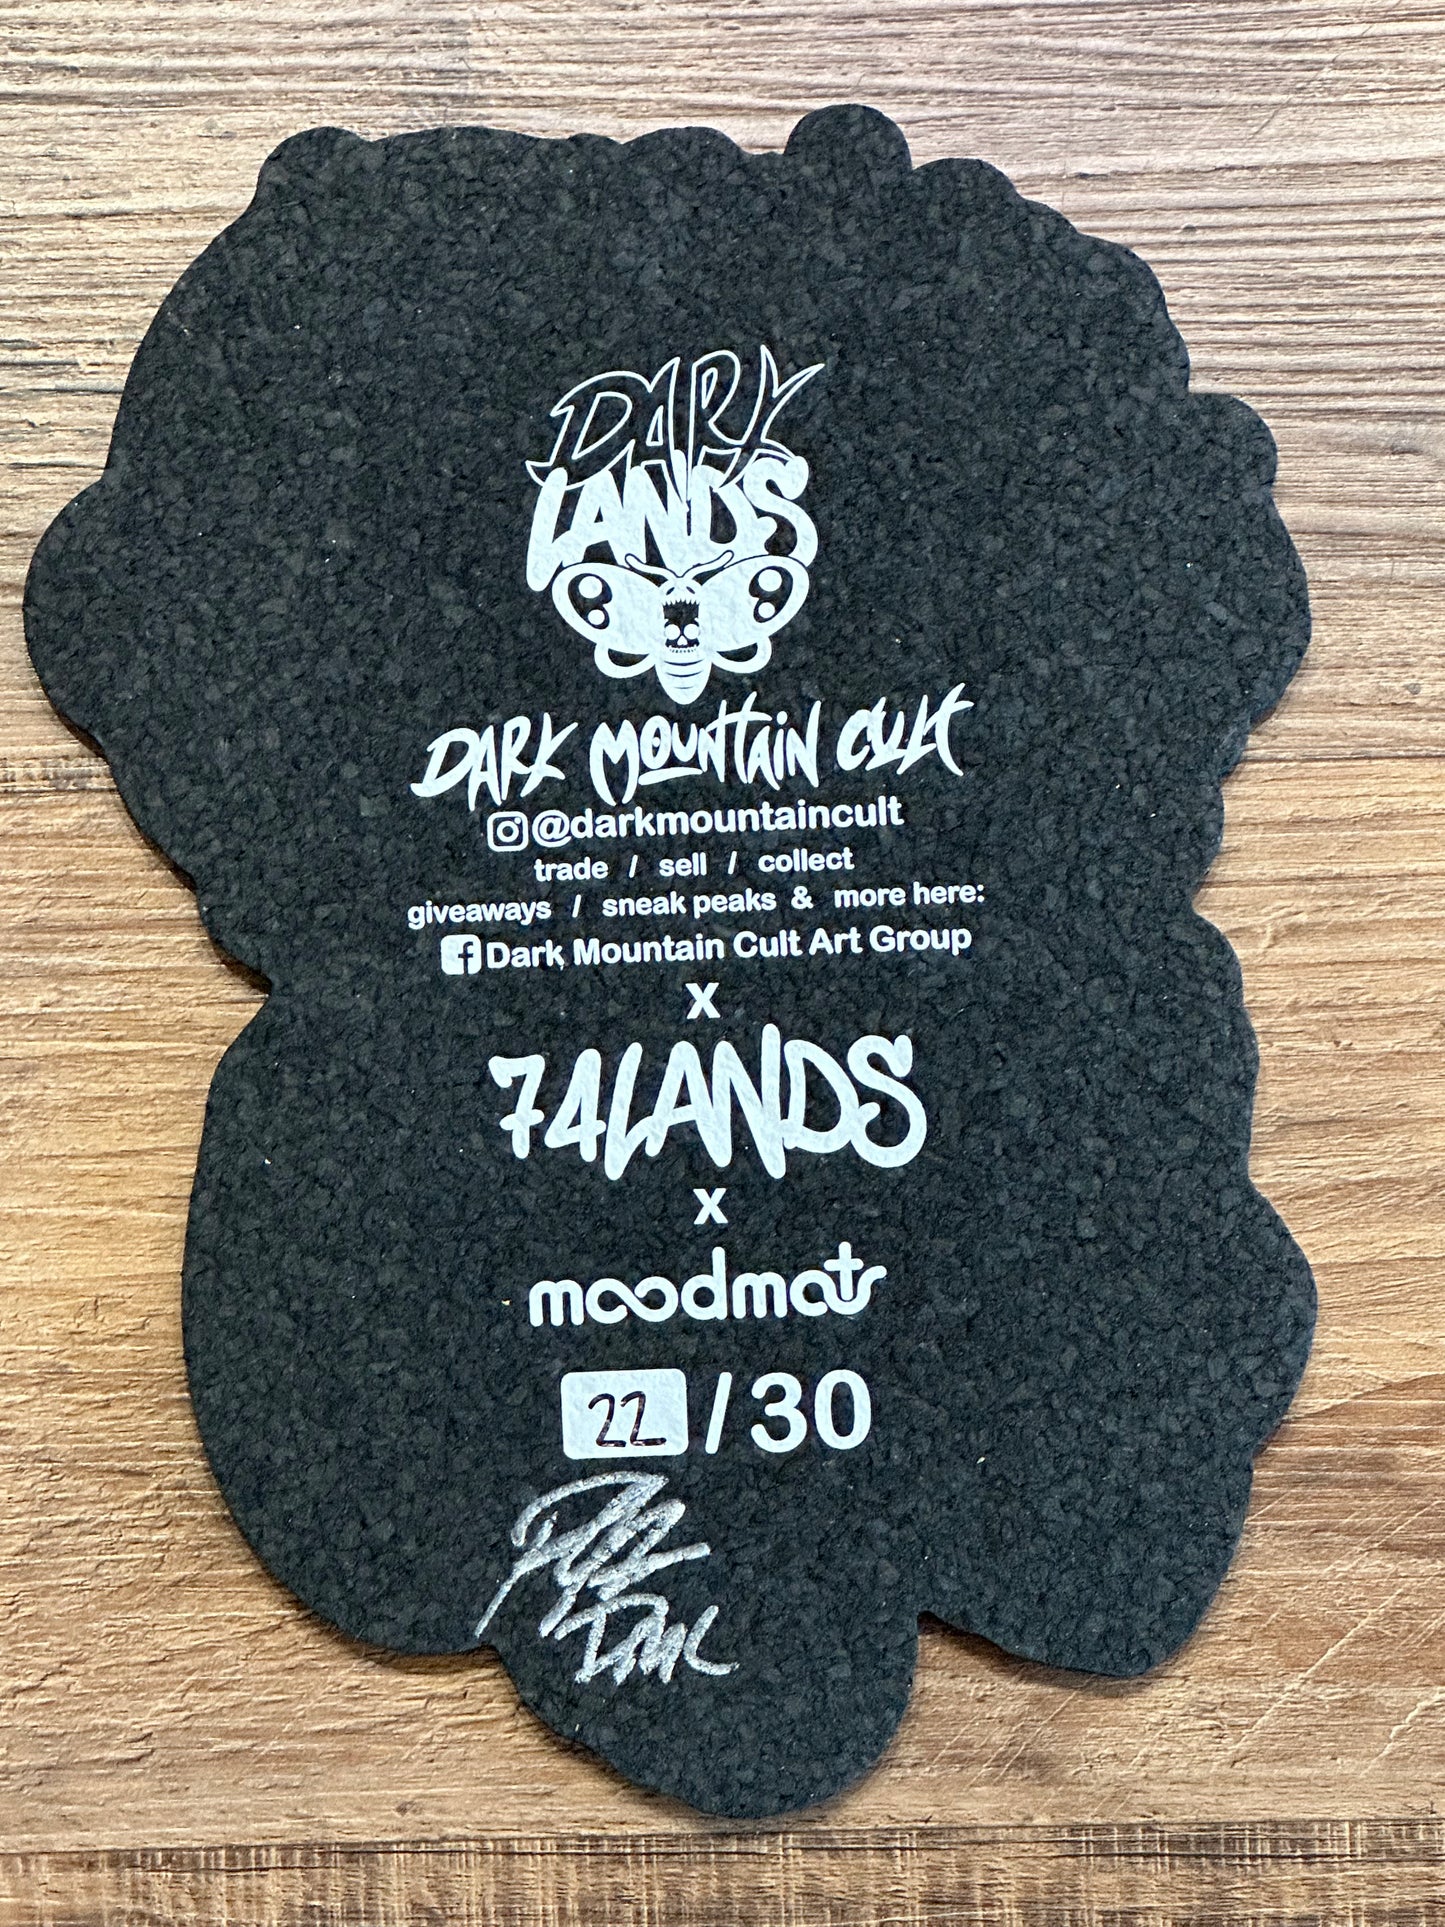 DARK
LANDS
DARK MOUNTAIN CULT
@darkmountaincult
trade / sell / collect
giveaways / sneak peaks & more here:
Dark Mountain Cult Art Group
x
74LANDS
x
moodmats
22 / 30